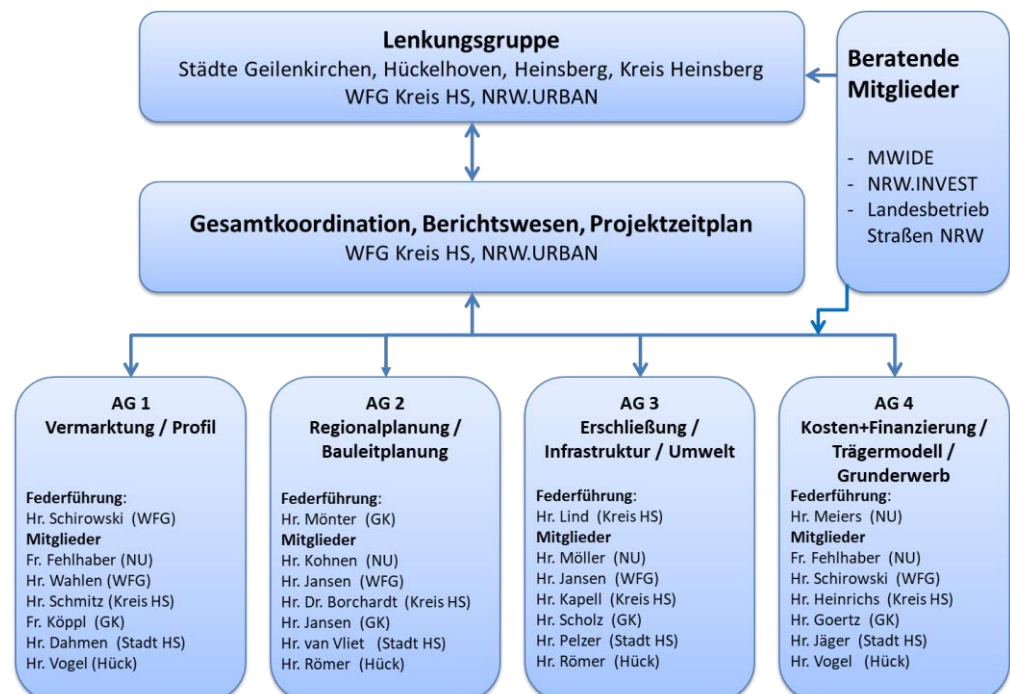 Lenkungsgruppe
Städte Geilenkirchen, Hückelhoven, Heinsberg, Kreis Heinsberg
WFG Kreis HS, NRW.URBAN
Beratende
Mitglieder
- MWIDE
- NRW.INVEST
- Landesbetrieb
Straßen NRW
Gesamtkoordination, Berichtswesen, Projektzeitplan
WFG Kreis HS, NRW.URBAN
AG 1
Vermarktung / Profil
Federführung:
Hr. Schirowski (WFG)
Mitglieder
Fr. Fehlhaber (NU)
Hr. Wahlen (WFG)
Hr. Schmitz (Kreis HS)
Fr. Köppl (GK)
Hr. Dahmen (Stadt HS)
Hr. Vogel (Hück)
AG 2
Regionalplanung /
Bauleitplanung
Federführung:
Hr. Mönter (GK)
Mitglieder
Hr. Kohnen (NU)
Hr. Jansen (WFG)
Hr. Dr. Borchardt (Kreis HS)
Hr. Jansen (GK)
Hr. van Vliet (Stadt HS)
Hr. Römer (Hück)
AG 3
Erschließung /
Infrastruktur / Umwelt
Federführung:
Hr. Lind (Kreis HS)
Mitglieder
Hr. Möller (NU)
Hr. Jansen (WFG)
Hr. Kapell (Kreis HS)
Hr. Scholz (GK)
Hr. Pelzer (Stadt HS)
Hr. Römer (Hück)
AG 4
Kosten+Finanzierung /
Trägermodell /
Grunderwerb
Federführung:
Hr. Meiers (NU)
Mitglieder
Fr. Fehlhaber (NU)
Hr. Schirowski (WFG)
Hr. Heinrichs (Kreis HS)
Hr. Goertz (GK)
Hr. Jäger (Stadt HS)
Hr. Vogel (Hück)